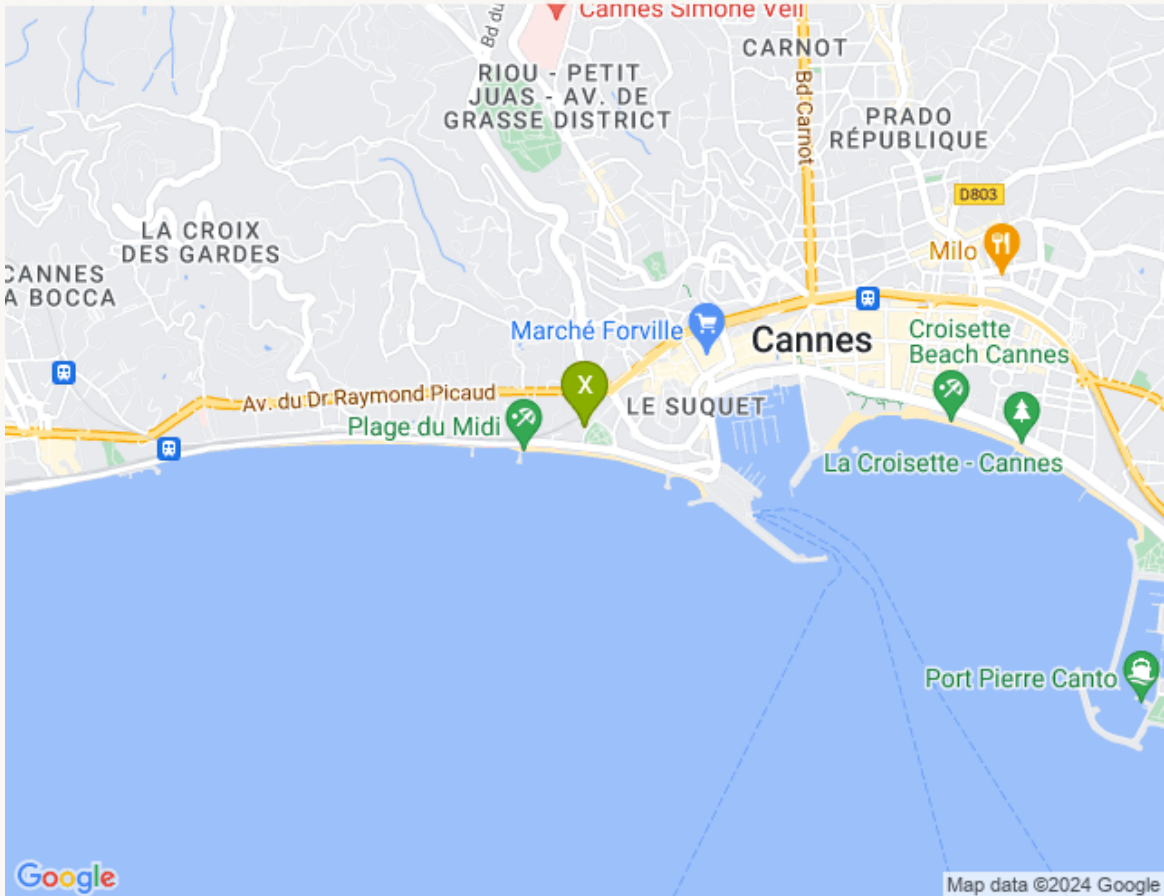 Cannes Simone Veil
Bd du
CARNOT
RIOU - PETIT
JUAS - AV. DE
GRASSE DISTRICT
Bd Carnot
PRADO
RÉPUBLIQUE
D803
LA CROIX
DES GARDES
Milo
CANNES
A BOCCA
Marché Forville
Cannes
Croisette
Beach Cannes
X
Av. du Dr Raymond Picaud
LE SUQUET
Plage du Midi
La Croisette - Cannes
Port Pierre Canto
Google
Map data ©2024 Google